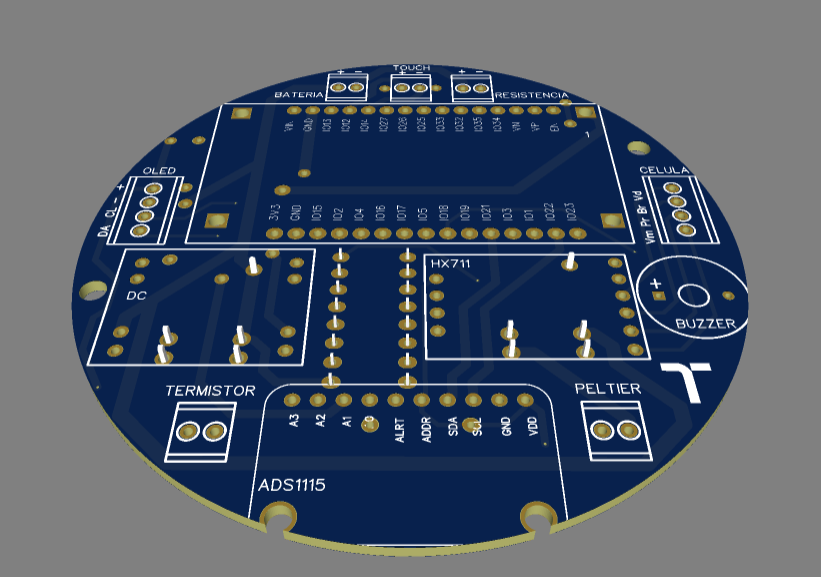 TOUCH
+ - + - + -
BATERIA
RESISTENCIA
VIN GND IO13 IO12 IO14 IO27 IO26 IO25 IO33 IO32 IO35 IO34 VN VP EN
1
OLED
DA CL - +
CELULA
Vm Pr Br Vd
3V3 GND IO15 IO2 IO4 IO16 IO17 IO5 IO18 IO19 IO21 IO3 IO1 IO22 IO23
DC
HX711
+
BUZZER
TERMISTOR
PELTIER
A3 A2 A1 ALRT ADDR SDA SCL GND VDD
ADS1115